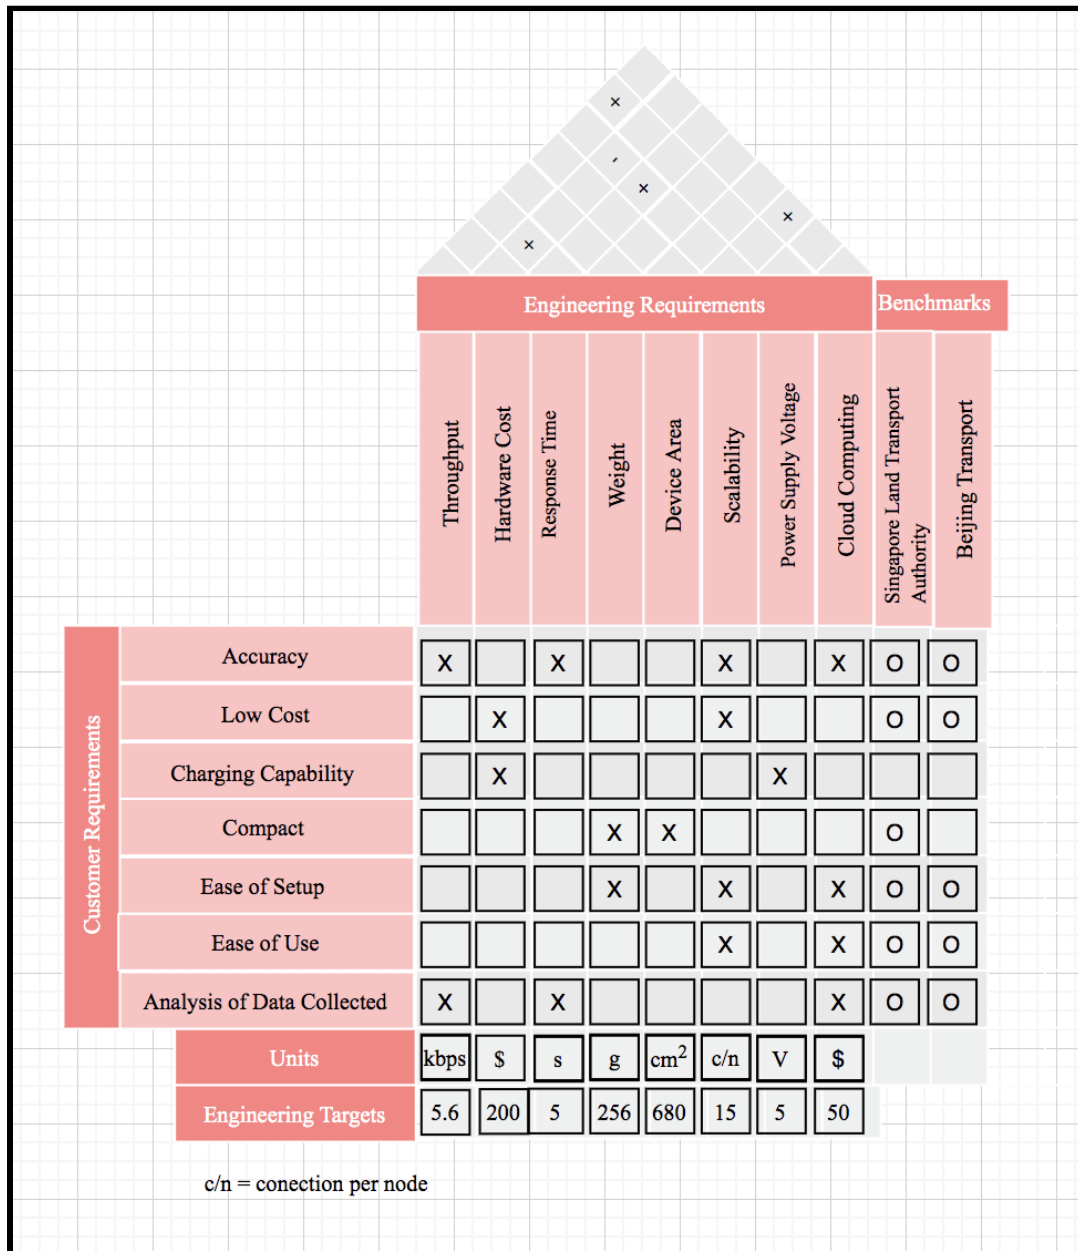 ×
×
×
×
×
Engineering Requirements
Benchmarks
Throughput
Hardware Cost
Response Time
Weight
Device Area
Scalability
Power Supply Voltage
Cloud Computing
Singapore Land Transport
Authority
Beijing Transport
Customer Requirements
Accuracy X X X X O O
Low Cost X X O O
Charging Capability X X
Compact X X O
Ease of Setup X X X O O
Ease of Use X X O O
Analysis of Data Collected X X X O O
Units kbps $ s g cm² c/n V $
Engineering Targets 5.6 200 5 256 680 15 5 50
c/n = conection per node